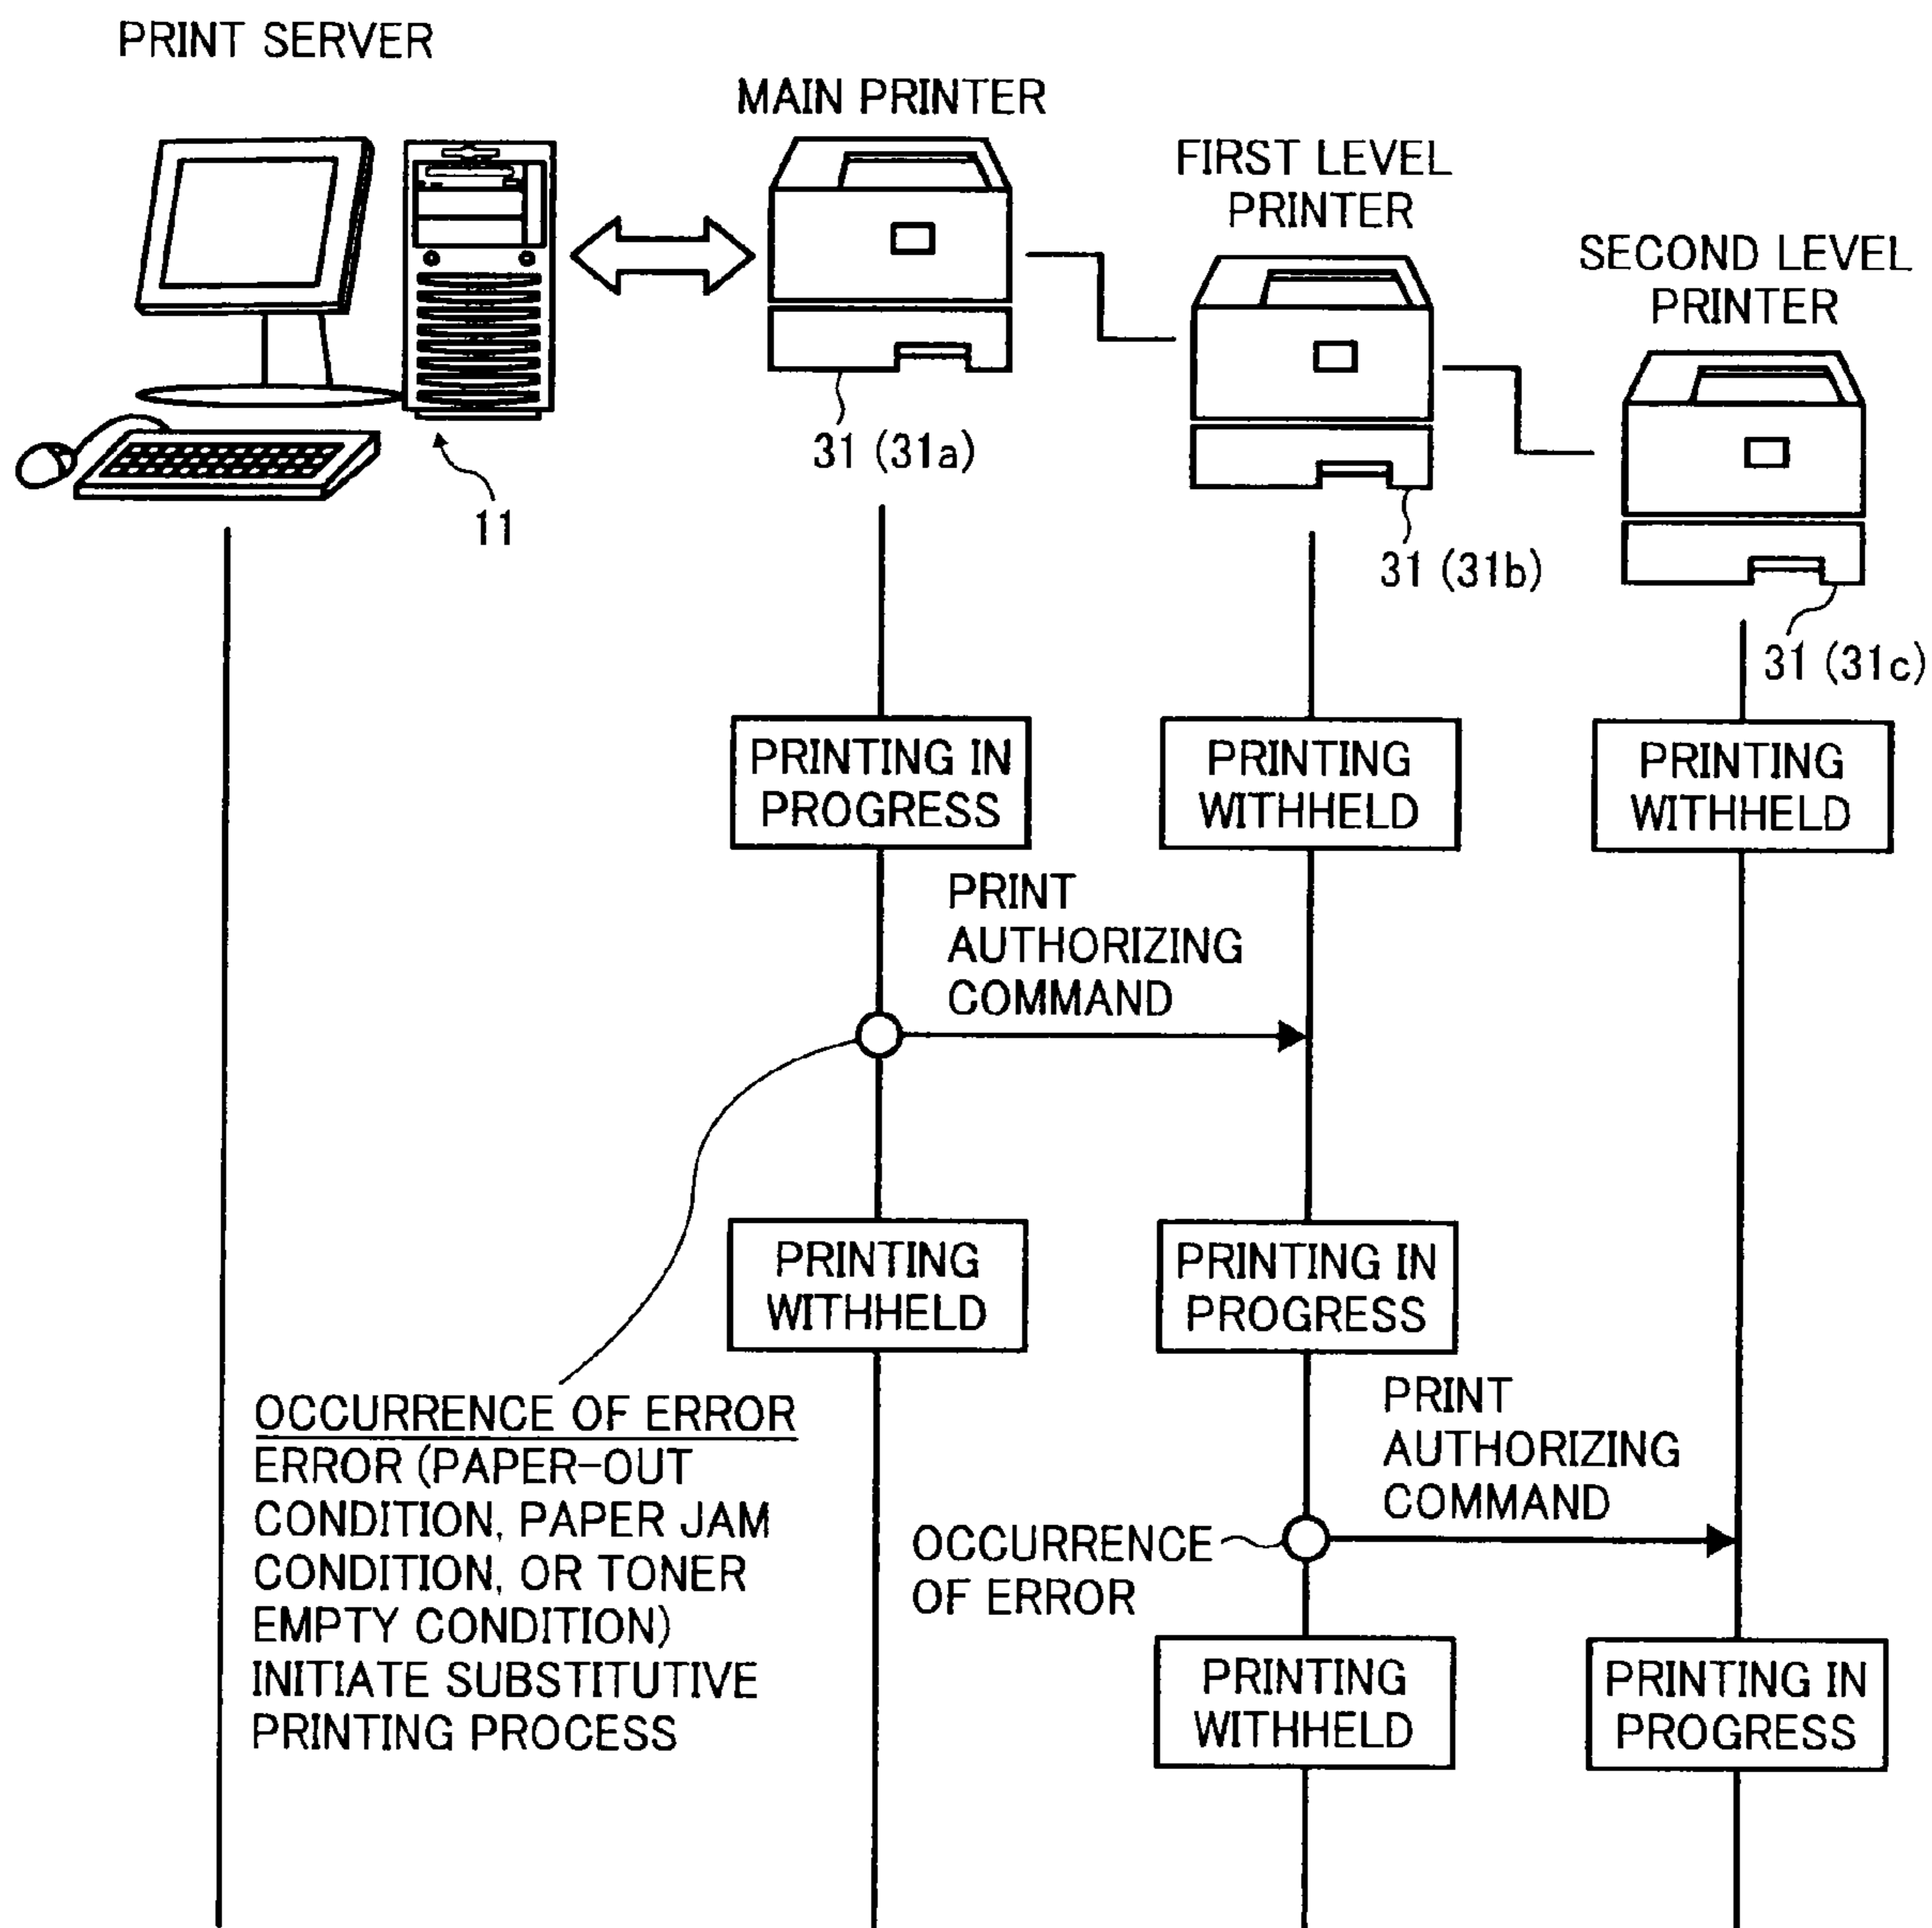 PRINT SERVER
MAIN PRINTER
FIRST LEVEL
PRINTER
SECOND LEVEL
PRINTER
31 (31a)
11
31 (31b)
31 (31c)
PRINTING IN
PROGRESS
PRINTING
WITHHELD
PRINTING
WITHHELD
PRINT
AUTHORIZING
COMMAND
PRINTING
WITHHELD
PRINTING IN
PROGRESS
OCCURRENCE OF ERROR
ERROR (PAPER-OUT
CONDITION, PAPER JAM
CONDITION, OR TONER
EMPTY CONDITION)
INITIATE SUBSTITUTIVE
PRINTING PROCESS
PRINT
AUTHORIZING
COMMAND
OCCURRENCE
OF ERROR
PRINTING
WITHHELD
PRINTING IN
PROGRESS